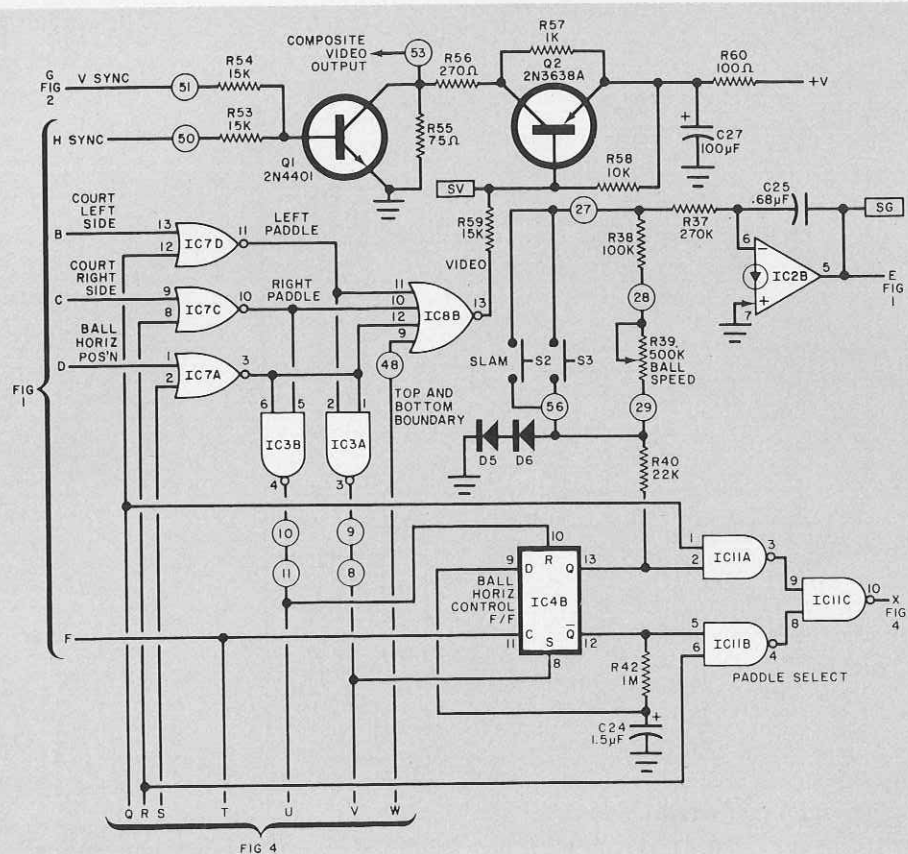 COMPOSITE
VIDEO
OUTPUT
53
R56
270Ω
R57
1K
Q2
2N3638A
R60
100Ω
+V
G
FIG
2
V SYNC
51
R54
15K
H SYNC
50
R53
15K
Q1
2N4401
R55
75Ω
C27
100µF
+
R58
10K
SV
R59
15K
VIDEO
27
R38
100K
R37
270K
C25
.68µF
SG
6
−
IC2B
5
+
7
E
FIG
1
COURT
LEFT
SIDE
B
13
12
IC7D
11
LEFT
PADDLE
COURT
RIGHT
SIDE
C
9
8
IC7C
10
RIGHT
PADDLE
BALL
HORIZ
POS'N
D
1
2
IC7A
3
FIG
1
11
10
12
9
IC8B
13
48
TOP AND
BOTTOM
BOUNDARY
SLAM
S2
S3
56
28
R39
500K
BALL
SPEED
29
D5
D6
R40
22K
6
5
IC3B
4
2
1
IC3A
3
10
11
9
8
BALL
HORIZ
CONTROL
F/F
10
9
D
R
Q
13
IC4B
C
11
S
8
Q
12
R42
1M
C24
1.5µF
+
1
2
IC11A
3
5
6
IC11B
4
9
8
IC11C
10
X
FIG
4
PADDLE SELECT
F
Q R S T U V W
FIG 4